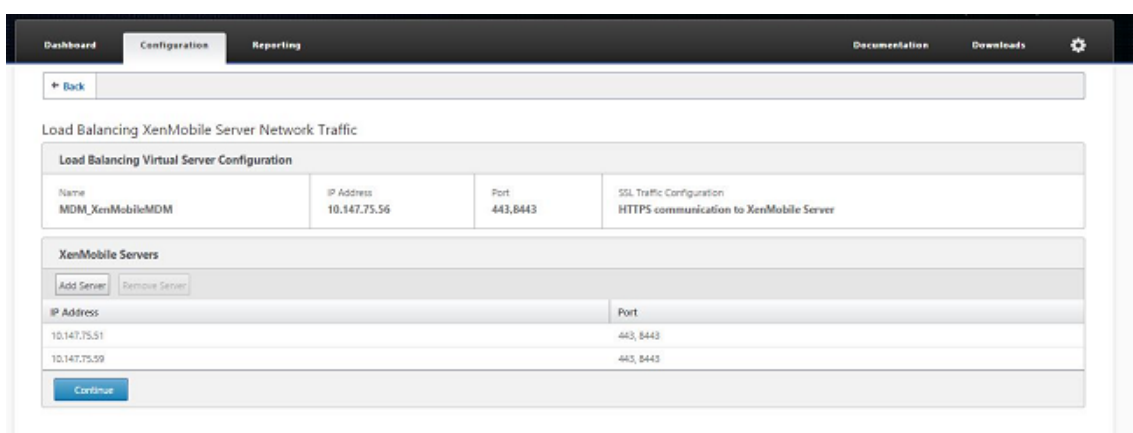 Dashboard Configuration Reporting Documentation Downloads
Back
Load Balancing XenMobile Server Network Traffic
Load Balancing Virtual Server Configuration
Name IP Address Port SSL Traffic Configuration
MDM_XenMobileMDM 10.147.75.56 443,8443 HTTPS communication to XenMobile Server
XenMobile Servers
Add Server Remove Server
IP Address Port
10.147.75.51 443, 8443
10.147.75.59 443, 8443
Continue